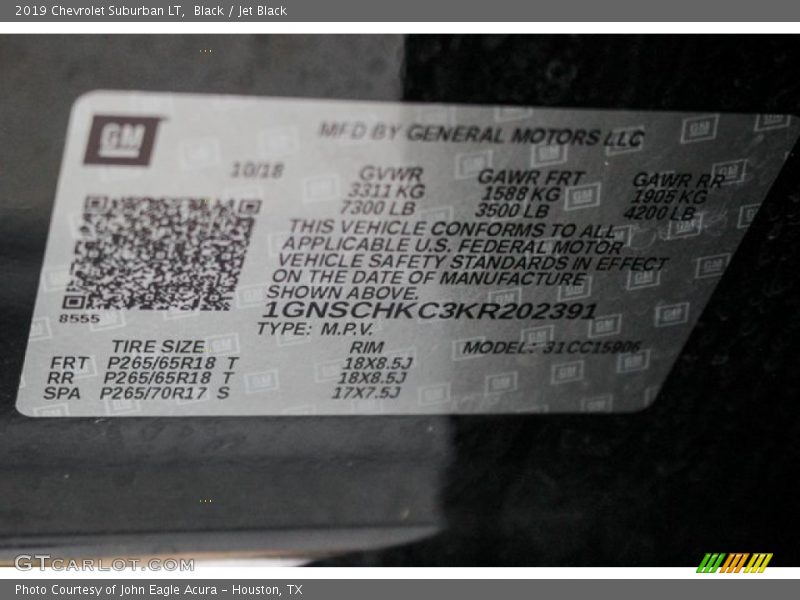 2019 Chevrolet Suburban LT,  Black / Jet Black
GM
MFD BY GENERAL MOTORS LLC
10/18
GVWR GAWR FRT GAWR RR
3311 KG 1588 KG 1905 KG
7300 LB 3500 LB 4200 LB
THIS VEHICLE CONFORMS TO ALL
APPLICABLE U.S. FEDERAL MOTOR
VEHICLE SAFETY STANDARDS IN EFFECT
ON THE DATE OF MANUFACTURE
SHOWN ABOVE.
8555
1GNSCHKC3KR202391
TYPE: M.P.V.
TIRE SIZE RIM MODEL: 31CC15906
FRT P265/65R18 T 18X8.5J
RR P265/65R18 T 18X8.5J
SPA P265/70R17 S 17X7.5J
GTcarlot.com
Photo Courtesy of John Eagle Acura - Houston, TX